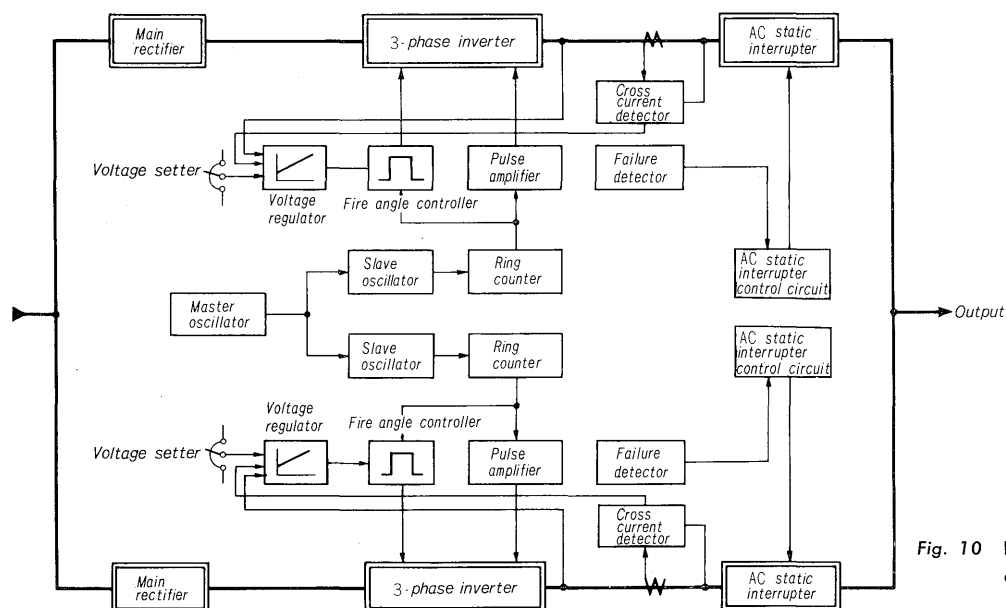 Main
rectifier
3-phase inverter
AC static
interrupter
Cross
current
detector
Voltage setter
Voltage
regulator
Fire angle controller
Pulse
amplifier
Failure
detector
Slave
oscillator
Ring
counter
AC static
interrupter
control circuit
Master
oscillator
Output
Slave
oscillator
Ring
counter
AC static
interrupter
control circuit
Voltage
regulator
Fire angle controller
Voltage setter
Pulse
amplifier
Failure
detector
Cross
current
detector
Fig. 10
Main
rectifier
3-phase inverter
AC static
interrupter